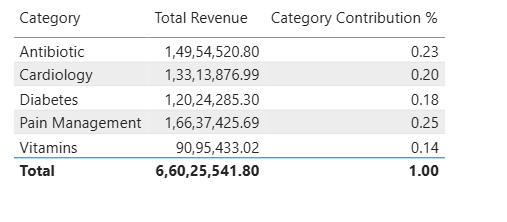 Category Total Revenue Category Contribution %
Antibiotic 1,49,54,520.80 0.23
Cardiology 1,33,13,876.99 0.20
Diabetes 1,20,24,285.30 0.18
Pain Management 1,66,37,425.69 0.25
Vitamins 90,95,433.02 0.14
Total 6,60,25,541.80 1.00